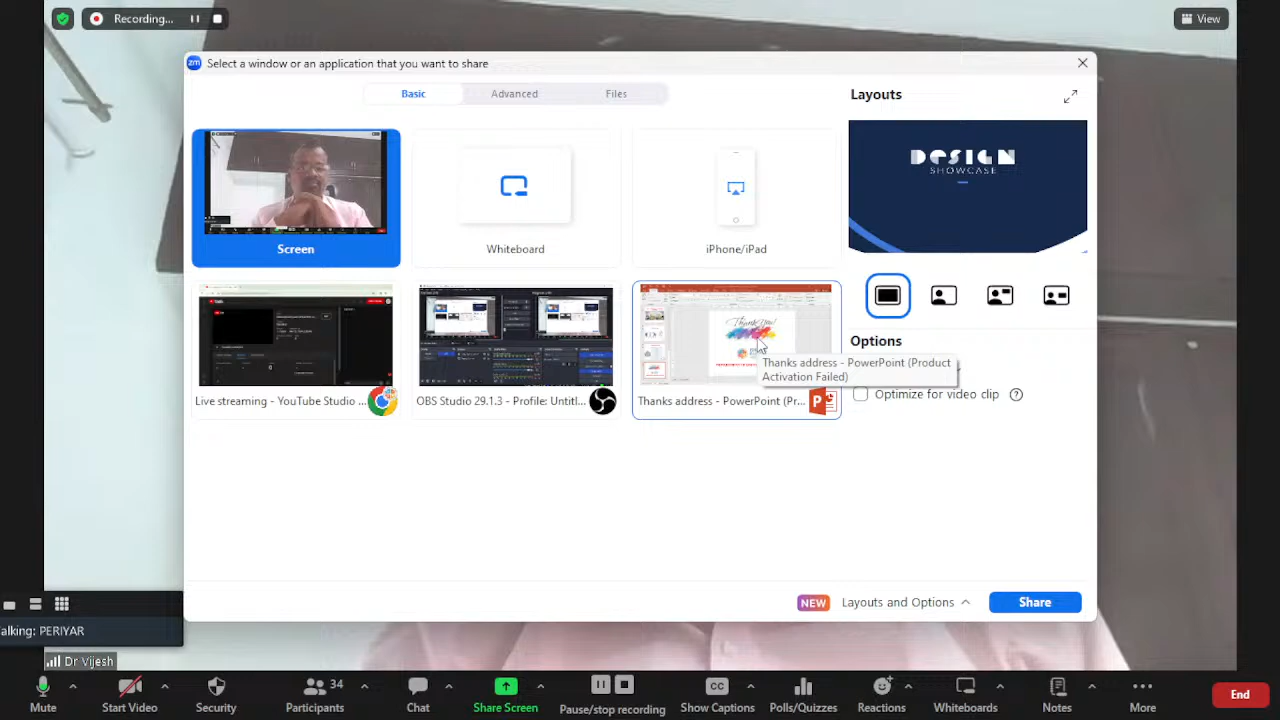 Recording...
View
zm Select a window or an application that you want to share
Basic
Advanced
Files
Layouts
DESIGN
SHOWCASE
Screen
Whiteboard
iPhone/iPad
Thank You!
Options
Thanks address - PowerPoint (Product
Activation Failed)
Optimize for video clip
Live streaming - YouTube Studio ...
OBS Studio 29.1.3 - Profile: Untitl...
Thanks address - PowerPoint (Pr...
NEW
Layouts and Options
Share
alking: PERIYAR
Dr Vijesh
34
CC
Mute
Start Video
Security
Participants
Chat
Share Screen
Pause/stop recording
Show Captions
Polls/Quizzes
Reactions
Whiteboards
Notes
More
End